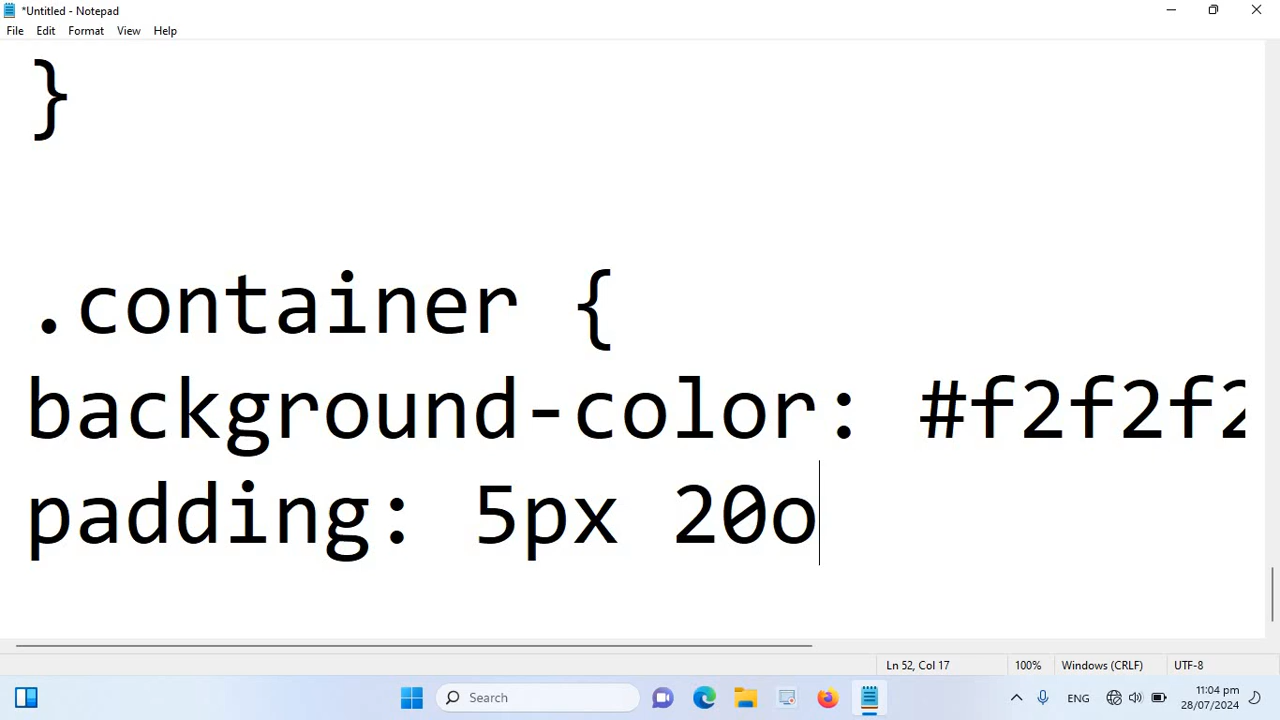 *Untitled - Notepad
File Edit Format View Help
}
.container {
background-color: #f2f2f2
padding: 5px 20o
Ln 52, Col 17 100% Windows (CRLF) UTF-8
Search ENG 11:04 pm
28/07/2024